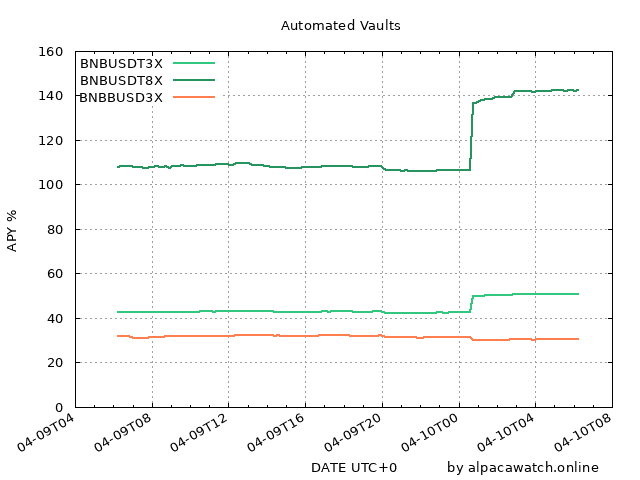 Automated Vaults
APY %
160
140
120
100
80
60
40
20
0
BNBUSDT3X
BNBUSDT8X
BNBBUSD3X
04-09T04
04-09T08
04-09T12
04-09T16
04-09T20
04-10T00
04-10T04
04-10T08
DATE UTC+0
by alpacawatch.online